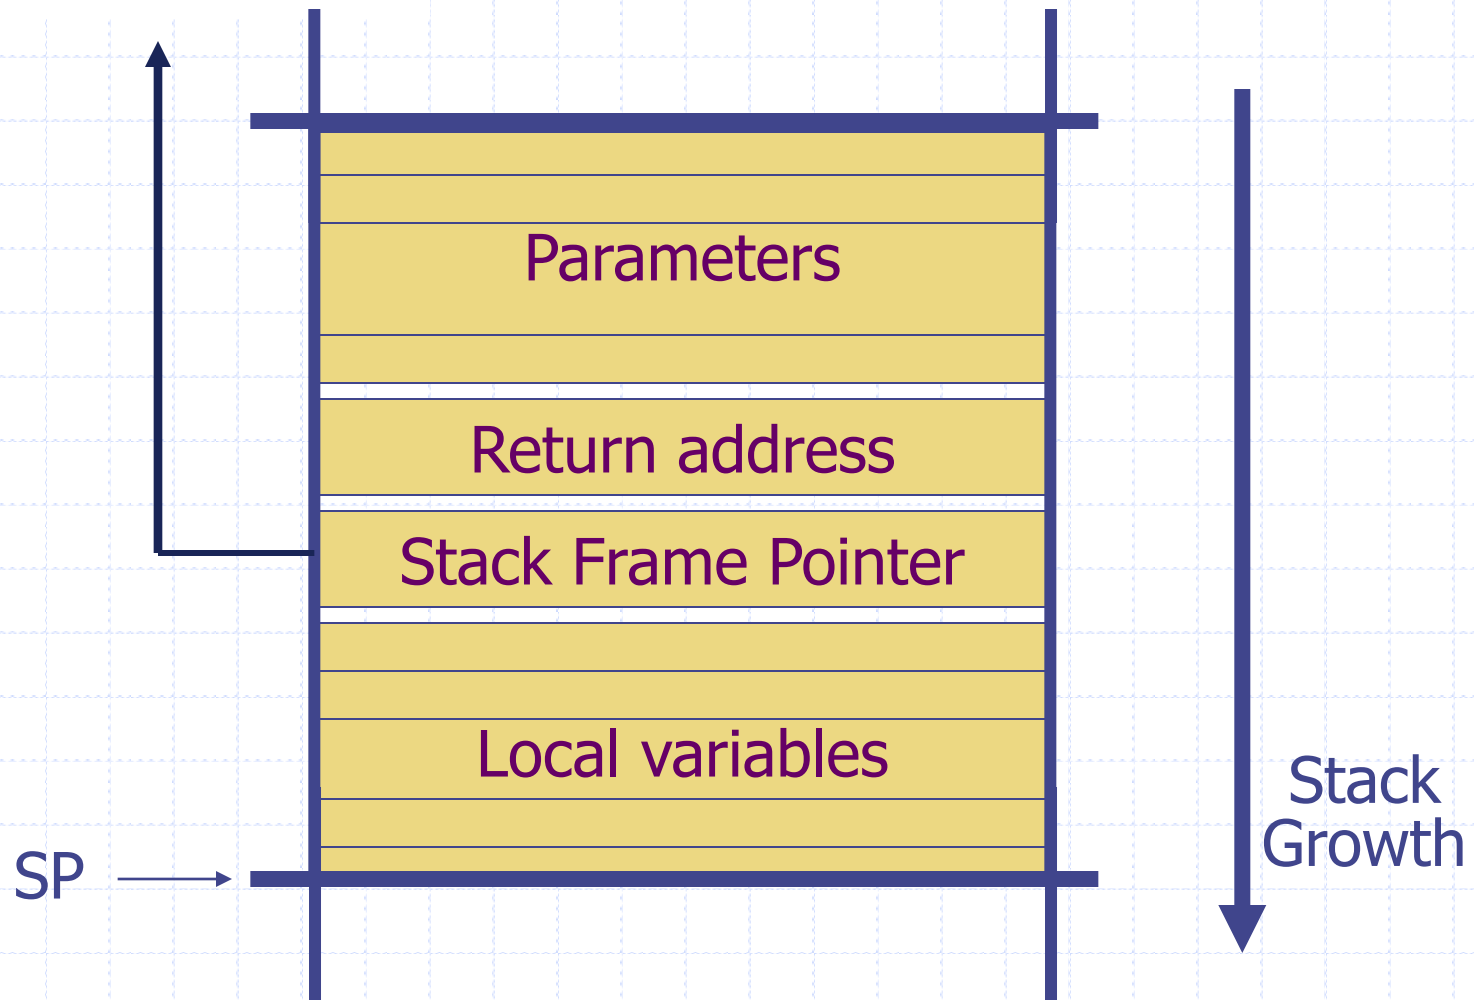 Parameters
Return address
Stack Frame Pointer
Local variables
SP
Stack
Growth